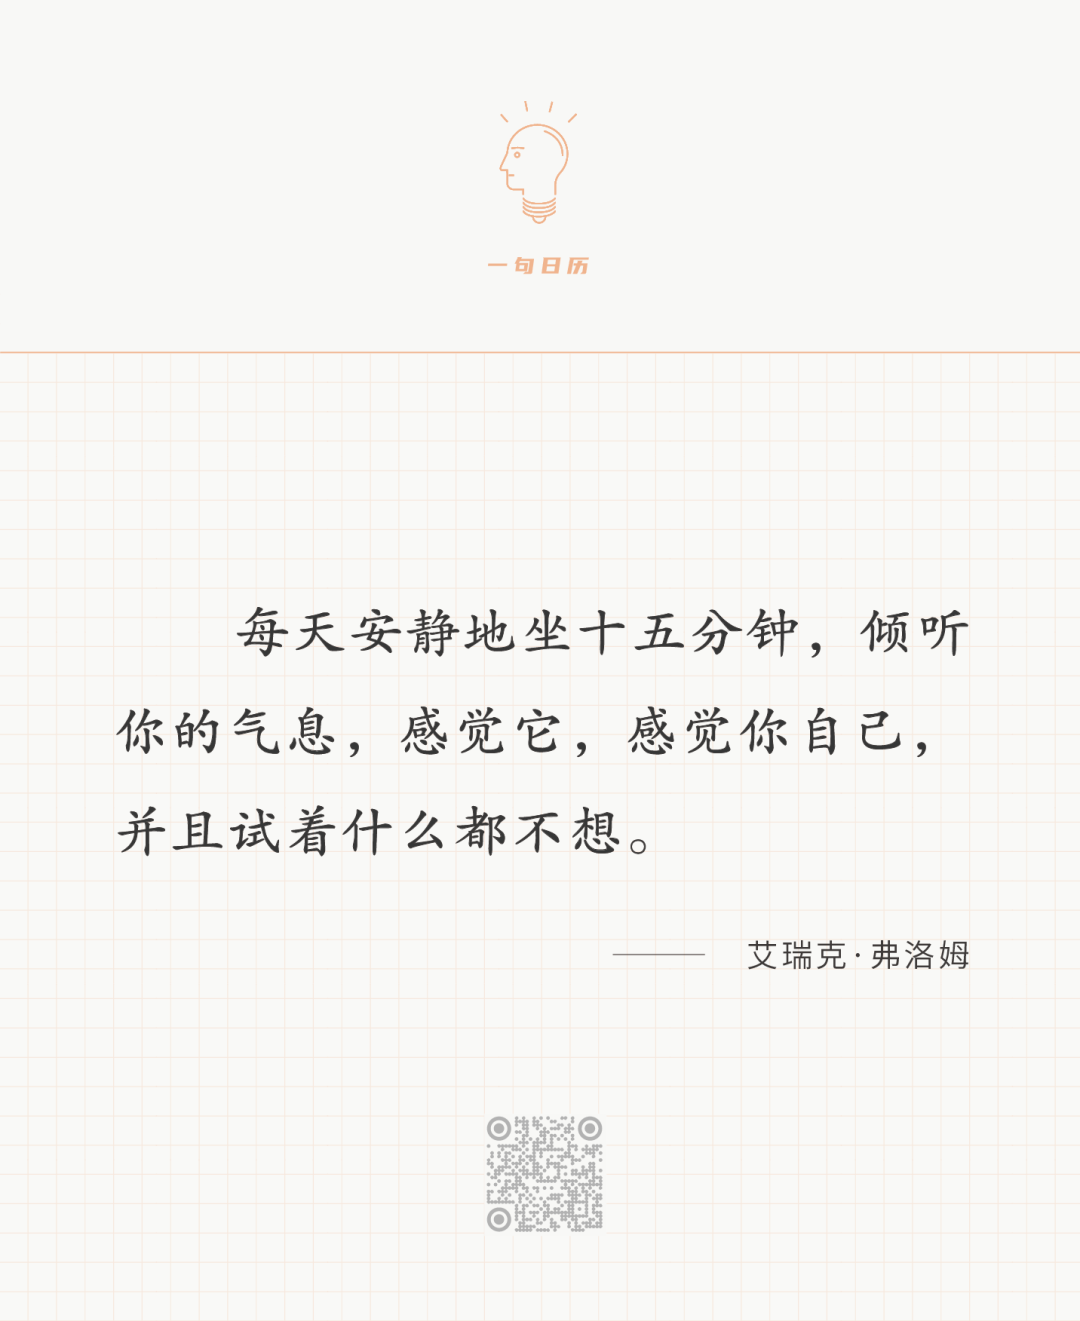 一句日历
每天安静地坐十五分钟，倾听
你的气息，感觉它，感觉你自己，
并且试着什么都不想。
—— 艾瑞克·弗洛姆